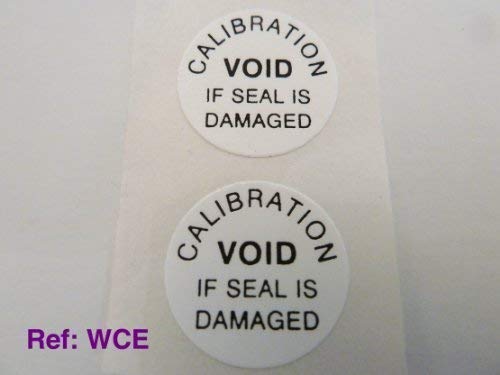 CALIBRATION
VOID
IF SEAL IS
DAMAGED
CALIBRATION
VOID
IF SEAL IS
DAMAGED
Ref: WCE